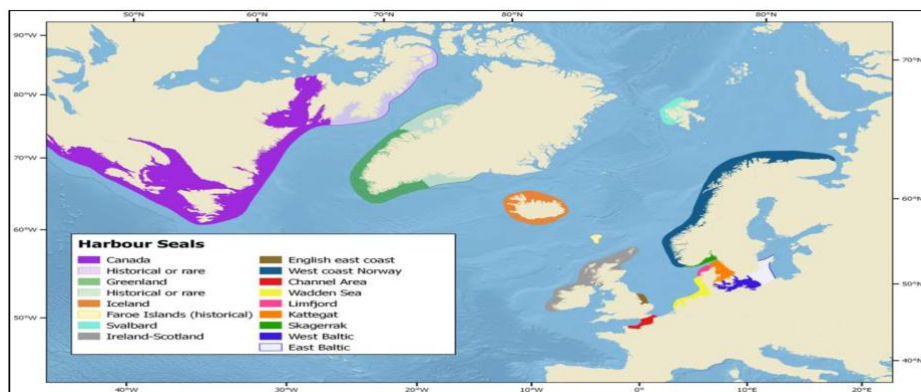 50°N 60°N 70°N 80°N 80°N
90°W
80°W
70°W
60°W
50°W
70°N
60°N
50°N
40°N
Harbour Seals
Canada
Historical or rare
Greenland
Historical or rare
Iceland
Faroe Islands (historical)
Svalbard
Ireland-Scotland
English east coast
West coast Norway
Channel Area
Wadden Sea
Limfjord
Kattegat
Skagerrak
West Baltic
East Baltic
40°W 30°W 20°W 10°W 0° 10°E 20°E